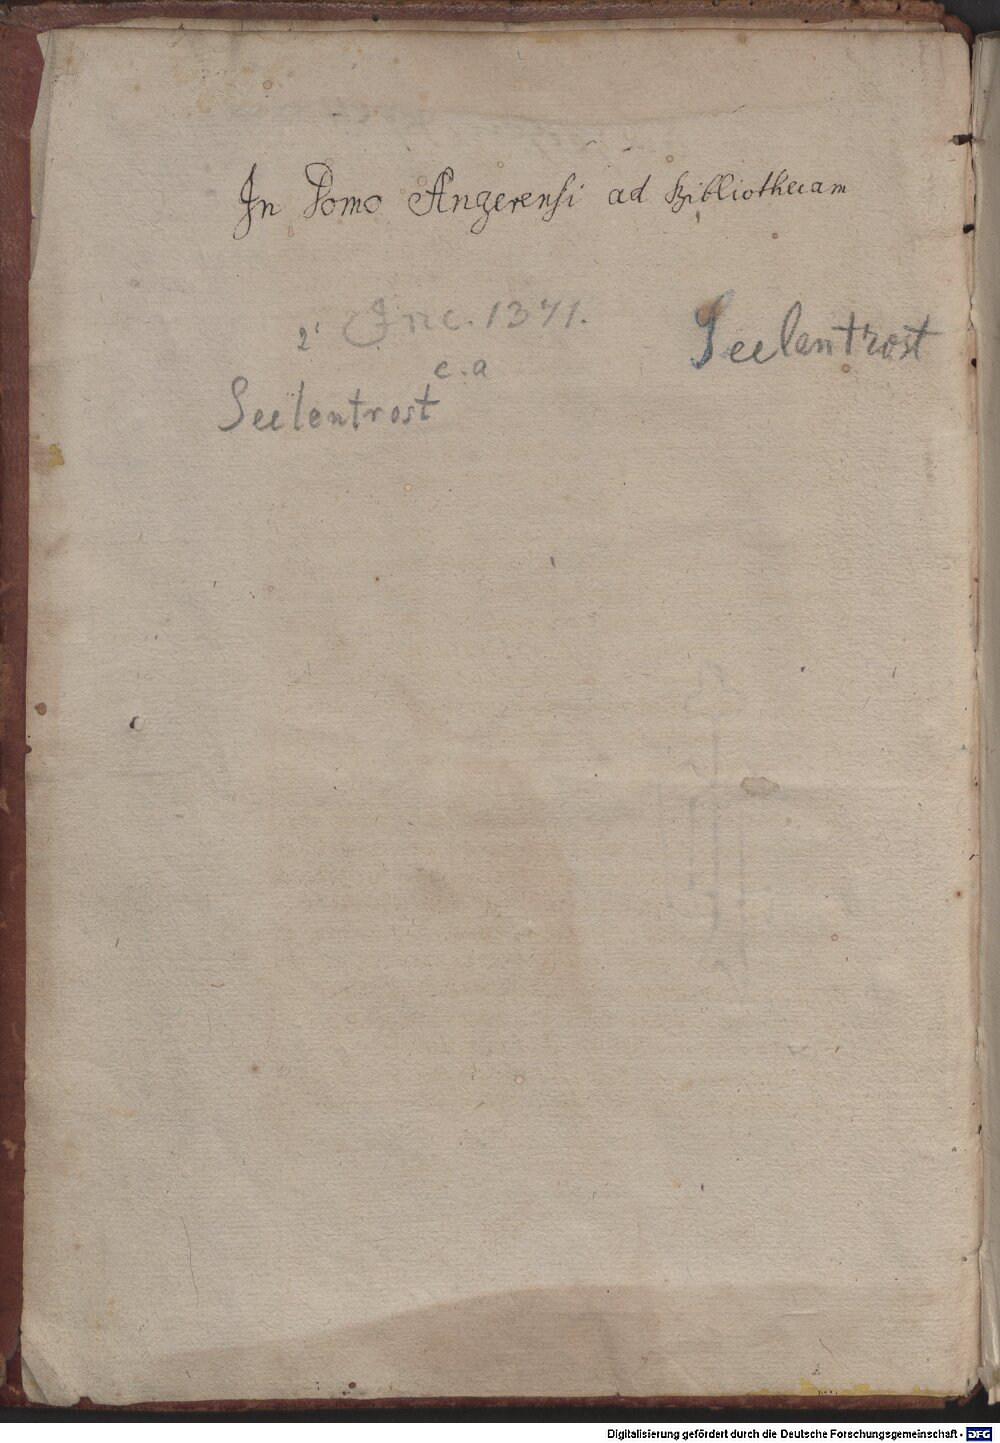 In Domo Angerensi ad Bibliothecam
2° Inc. 1371.
c.a
Seelentrost
Seelentrost
Digitalisierung gefördert durch die Deutsche Forschungsgemeinschaft - DFG